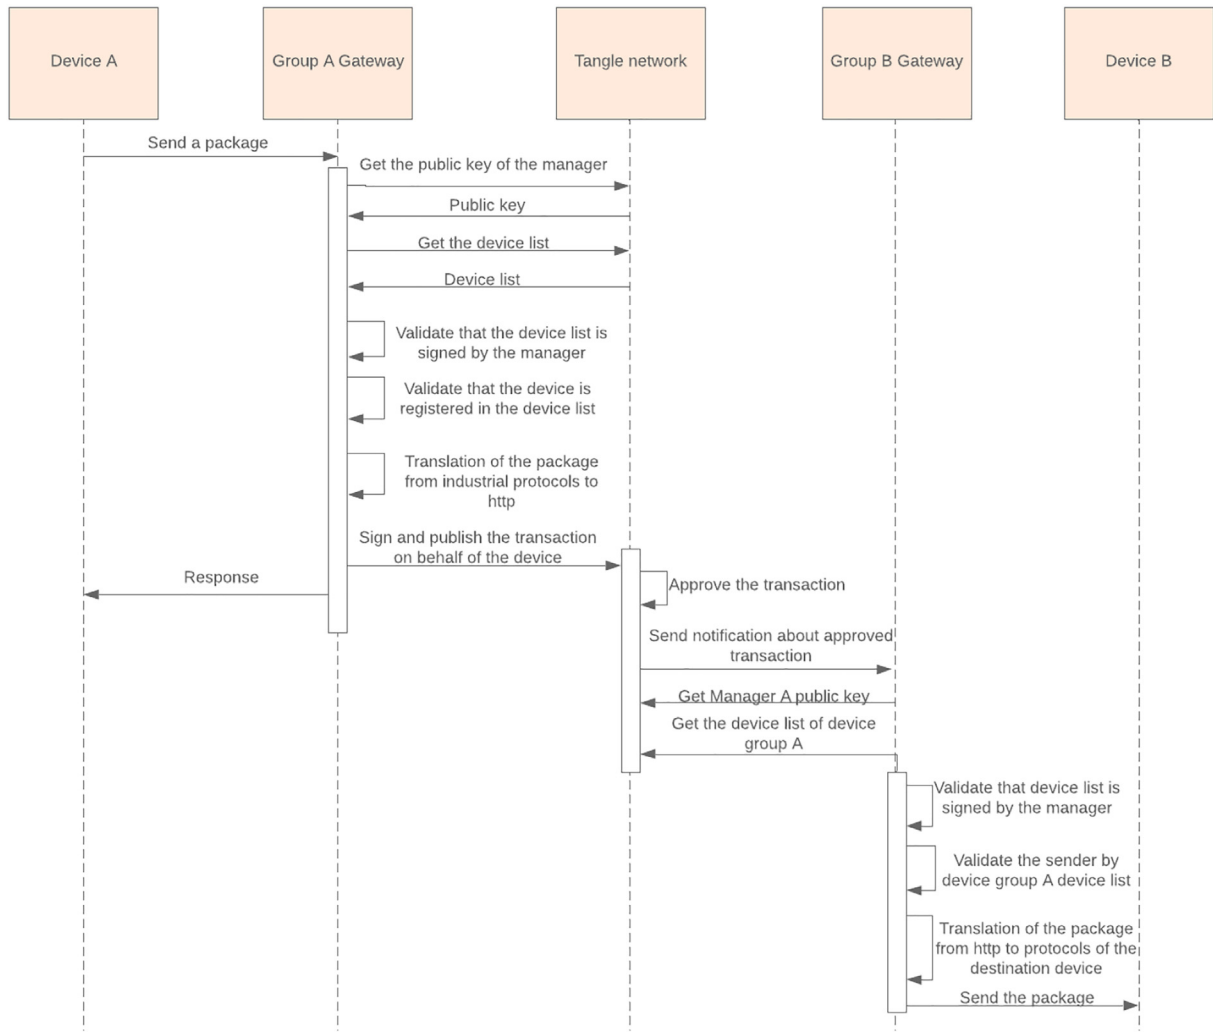 Device A
Group A Gateway
Tangle network
Group B Gateway
Device B
Send a package
Get the public key of the manager
Public key
Get the device list
Device list
Validate that the device list is
signed by the manager
Validate that the device is
registered in the device list
Translation of the package
from industrial protocols to
http
Sign and publish the transaction
on behalf of the device
Response
Approve the transaction
Send notification about approved
transaction
Get Manager A public key
Get the device list of device
group A
Validate that device list is
signed by the manager
Validate the sender by
device group A device list
Translation of the package
from http to protocols of the
destination device
Send the package